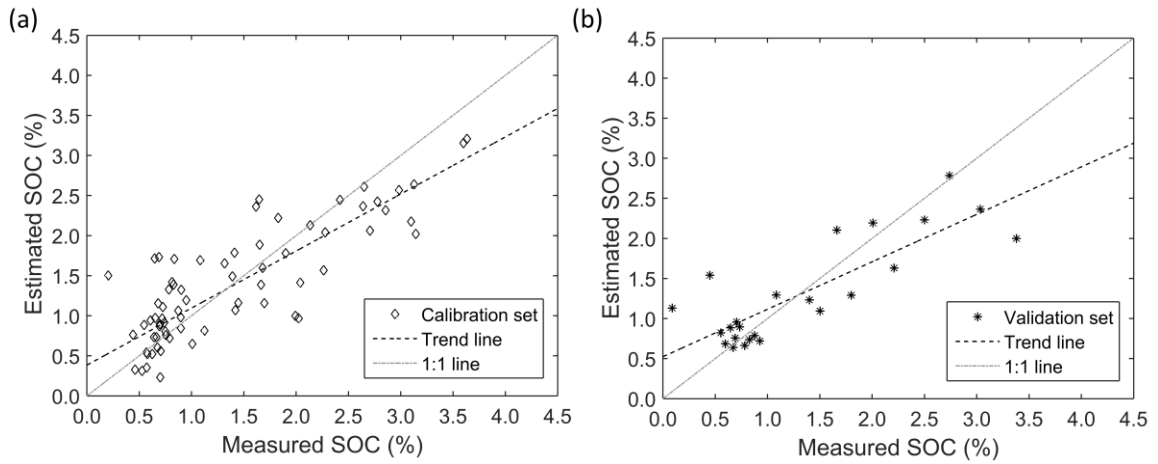 (a)
4.5
4.0
3.5
3.0
2.5
2.0
1.5
1.0
0.5
0.0
Estimated SOC (%)
Calibration set
Trend line
1:1 line
0.0 0.5 1.0 1.5 2.0 2.5 3.0 3.5 4.0 4.5
Measured SOC (%)
(b)
4.5
4.0
3.5
3.0
2.5
2.0
1.5
1.0
0.5
0.0
Estimated SOC (%)
Validation set
Trend line
1:1 line
0.0 0.5 1.0 1.5 2.0 2.5 3.0 3.5 4.0 4.5
Measured SOC (%)